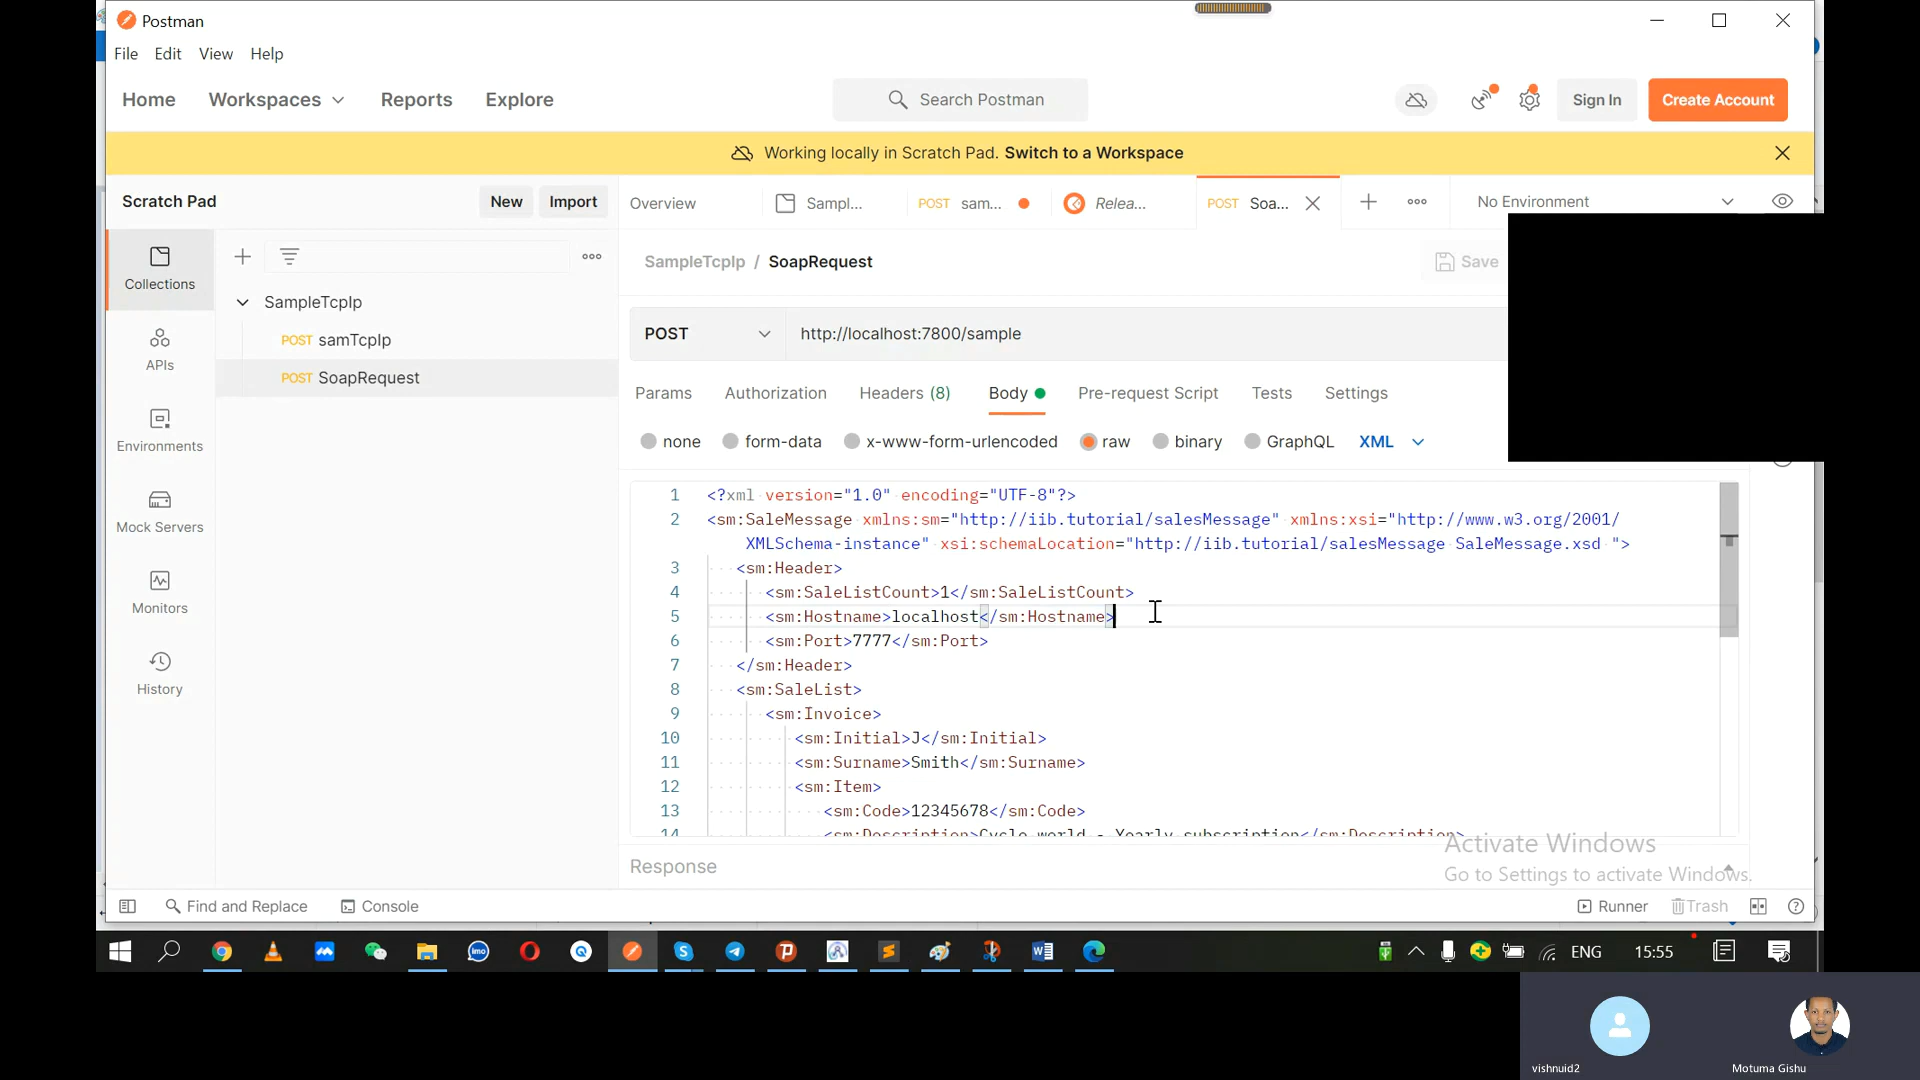 Postman
File Edit View Help
Home Workspaces Reports Explore Search Postman Sign In Create Account
Working locally in Scratch Pad. Switch to a Workspace
Scratch Pad New Import Overview Sampl... POST sam... Relea... POST Soa... No Environment
Collections
APIs
Environments
Mock Servers
Monitors
History
SampleTcpIp
POST samTcpIp
POST SoapRequest
SampleTcpIp / SoapRequest Save
POST http://localhost:7800/sample
Params Authorization Headers (8) Body Pre-request Script Tests Settings
none form-data x-www-form-urlencoded raw binary GraphQL XML
1 <?xml version="1.0" encoding="UTF-8"?>
2 <sm:SaleMessage xmlns:sm="http://iib.tutorial/salesMessage" xmlns:xsi="http://www.w3.org/2001/
XMLSchema-instance" xsi:schemaLocation="http://iib.tutorial/salesMessage SaleMessage.xsd ">
3 <sm:Header>
4 <sm:SaleListCount>1</sm:SaleListCount>
5 <sm:Hostname>localhost</sm:Hostname>
6 <sm:Port>7777</sm:Port>
7 </sm:Header>
8 <sm:SaleList>
9 <sm:Invoice>
10 <sm:Initial>J</sm:Initial>
11 <sm:Surname>Smith</sm:Surname>
12 <sm:Item>
13 <sm:Code>12345678</sm:Code>
14 <sm:Description>Cycle world - Yearly subscription</sm:Description>
Activate Windows
Go to Settings to activate Windows.
Response
Find and Replace Console Runner Trash
ENG 15:55
vishnuid2 Motuma Gishu